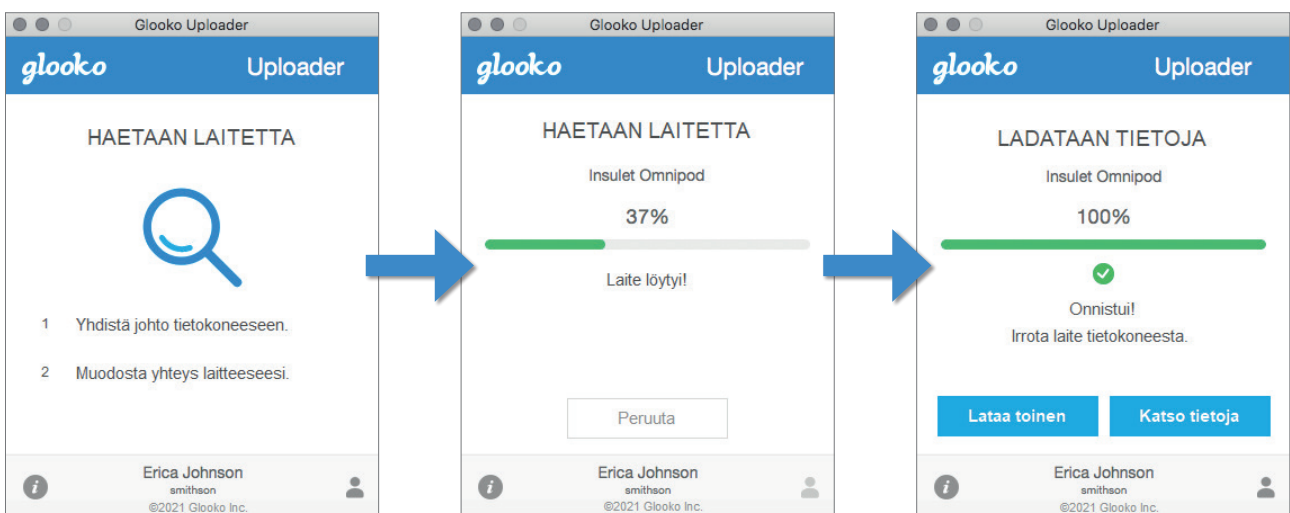 Glooko Uploader
glooko Uploader
HAETAAN LAITETTA
1 Yhdistä johto tietokoneeseen.
2 Muodosta yhteys laitteeseesi.
Erica Johnson
smithson
©2021 Glooko Inc.
Glooko Uploader
glooko Uploader
HAETAAN LAITETTA
Insulet Omnipod
37%
Laite löytyi!
Peruuta
Erica Johnson
smithson
©2021 Glooko Inc.
Glooko Uploader
glooko Uploader
LADATAAN TIETOJA
Insulet Omnipod
100%
Onnistui!
Irrota laite tietokoneesta.
Lataa toinen Katso tietoja
Erica Johnson
smithson
©2021 Glooko Inc.